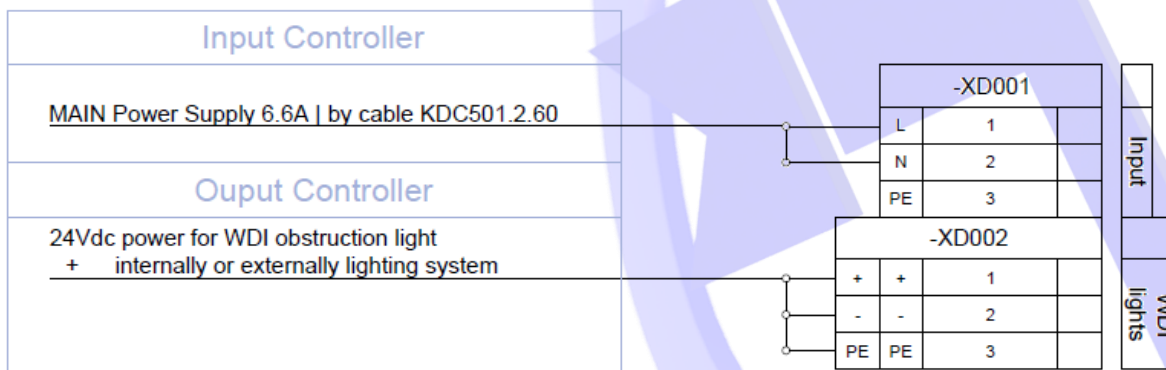 Input Controller
MAIN Power Supply 6.6A | by cable KDC501.2.60
-XD001
L 1
N 2
PE 3
Input
Ouput Controller
24Vdc power for WDI obstruction light
+ internally or externally lighting system
-XD002
+ + 1
- - 2
PE PE 3
WDI
lights